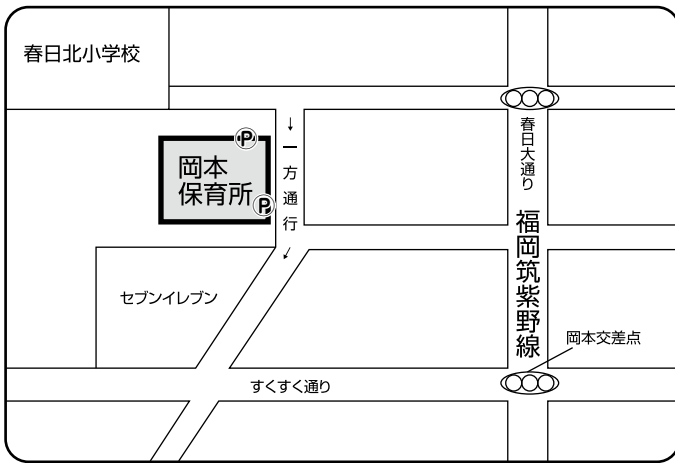 春日北小学校
P
岡本
保育所
P
↓一方通行↓
春日大通り
福岡筑紫野線
セブンイレブン
岡本交差点
すくすく通り